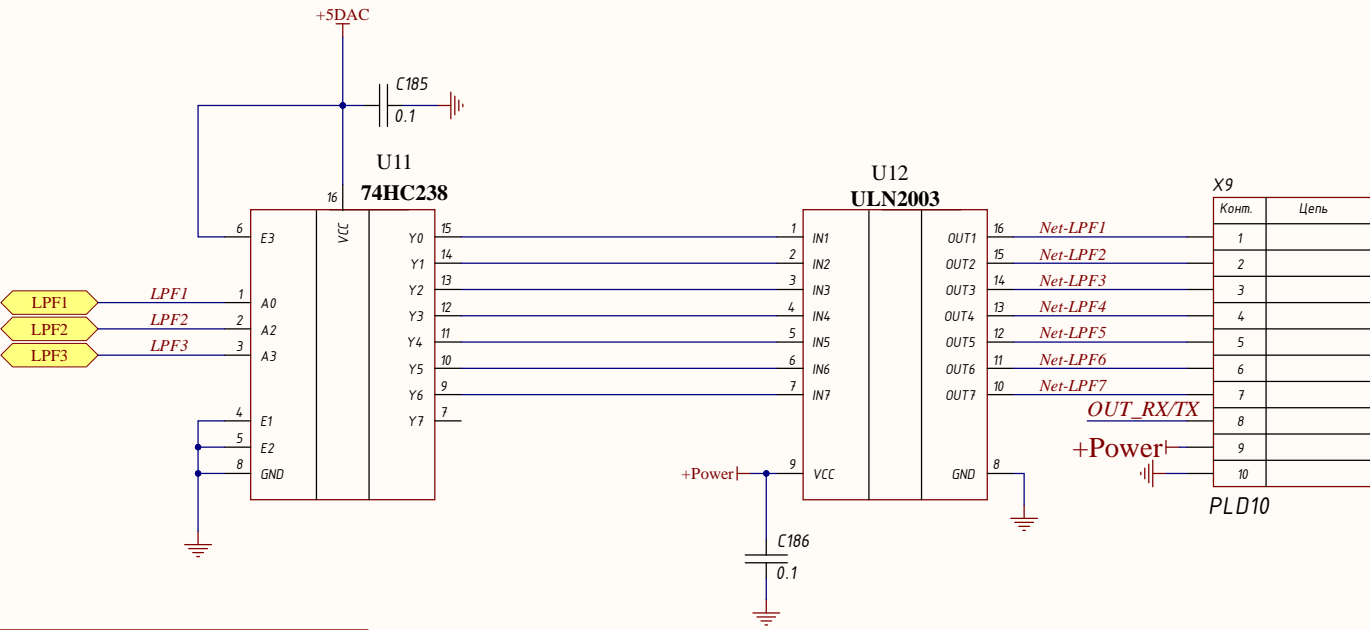 +5DAC
C185
0.1
U11
74HC238
16
VCC
6 E3
1 A0
2 A2
3 A3
4 E1
5 E2
8 GND
LPF1 LPF1
LPF2 LPF2
LPF3 LPF3
Y0 15
Y1 14
Y2 13
Y3 12
Y4 11
Y5 10
Y6 9
Y7 7
U12
ULN2003
1 IN1
2 IN2
3 IN3
4 IN4
5 IN5
6 IN6
7 IN7
+Power 9 VCC
C186
0.1
OUT1 16 Net-LPF1
OUT2 15 Net-LPF2
OUT3 14 Net-LPF3
OUT4 13 Net-LPF4
OUT5 12 Net-LPF5
OUT6 11 Net-LPF6
OUT7 10 Net-LPF7
GND 8
OUT_RX/TX
+Power
X9
Конт. Цепь
1
2
3
4
5
6
7
8
9
10
PLD10